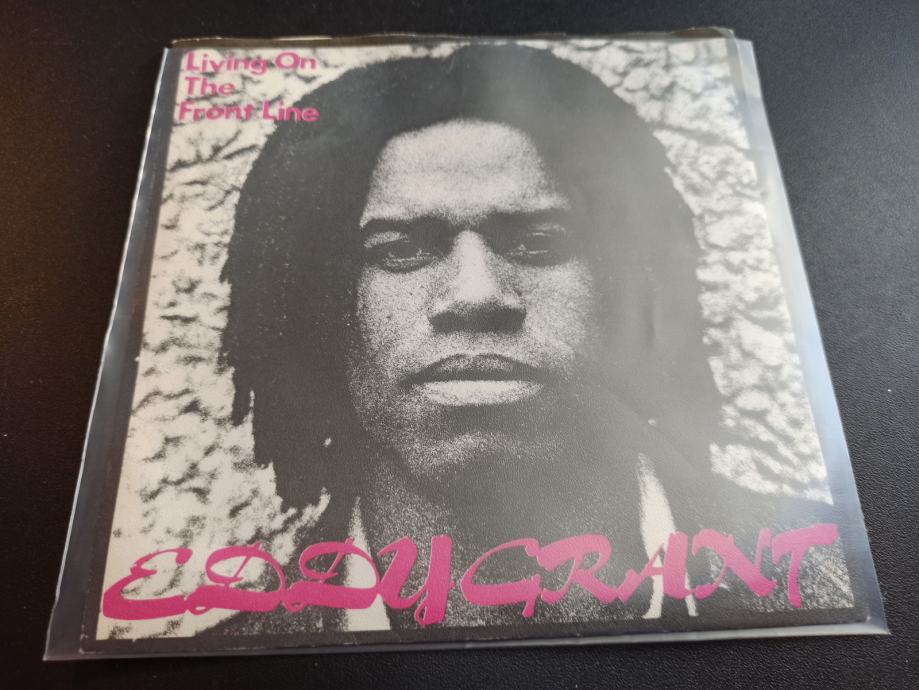 Living On
The
Front Line
EDDY GRANT